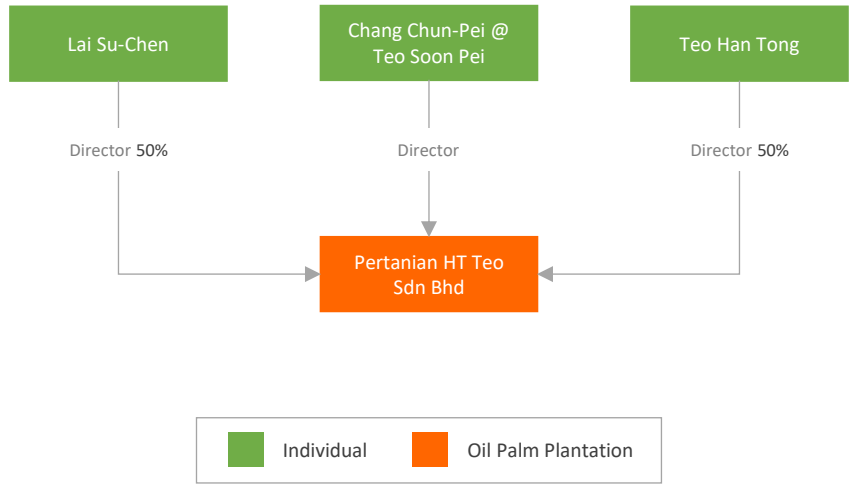 Lai Su-Chen
Chang Chun-Pei @
Teo Soon Pei
Teo Han Tong
Director 50%
Director
Director 50%
Pertanian HT Teo
Sdn Bhd
Individual
Oil Palm Plantation